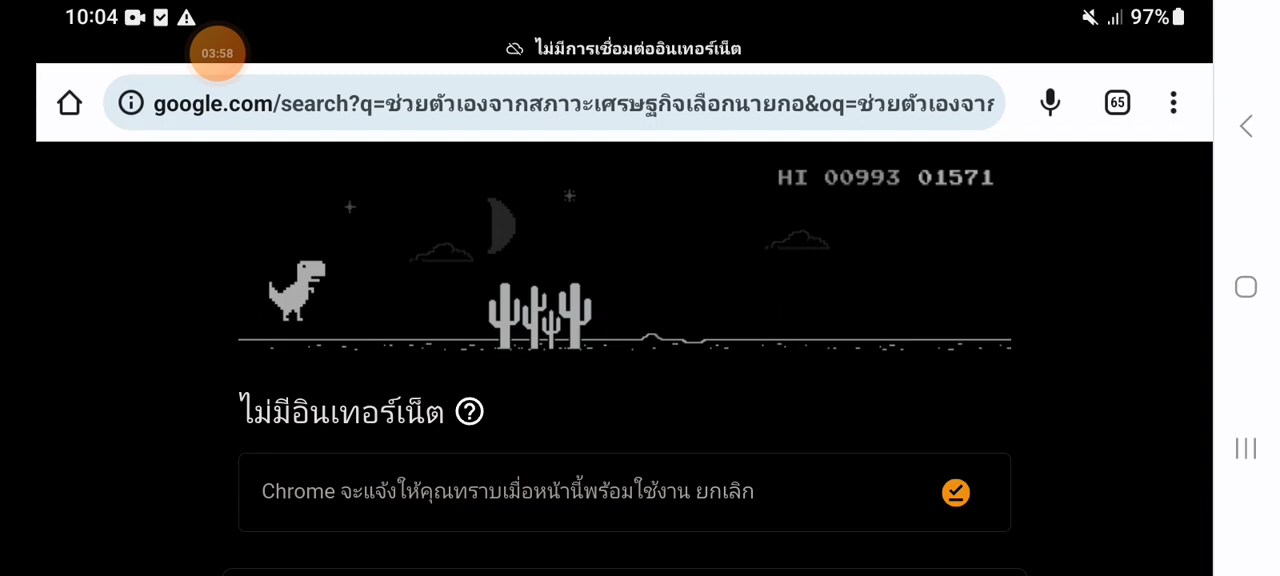 10:04
97%
03:58
ไม่มีการเชื่อมต่ออินเทอร์เน็ต
google.com/search?q=ช่วยตัวเองจากสภาวะเศรษฐกิจเลือกนายกอ&oq=ช่วยตัวเองจาก
65
HI 00993 01571
ไม่มีอินเทอร์เน็ต
Chrome จะแจ้งให้คุณทราบเมื่อหน้านี้พร้อมใช้งาน ยกเลิก